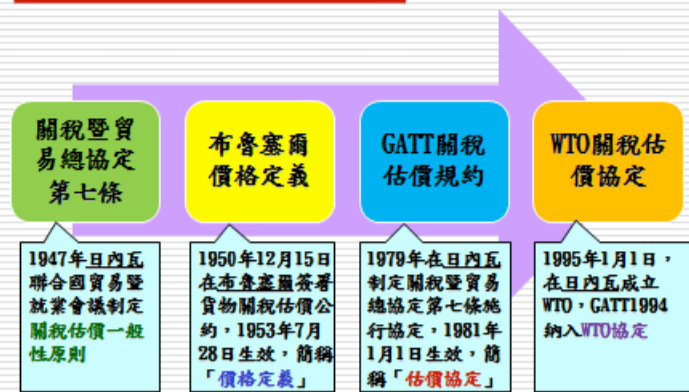 關稅暨貿
易總協定
第七條
布魯塞爾
價格定義
GATT關稅
估價規約
WTO關稅估
價協定
1947年日內瓦
聯合國貿易暨
就業會議制定
關稅估價一般
性原則
1950年12月15日
在布魯塞爾簽署
貨物關稅估價公
約，1953年7月
28日生效，簡稱
「價格定義」
1979年在日內瓦
制定關稅暨貿易
總協定第七條施
行協定，1981年
1月1日生效，簡
稱「估價協定」
1995年1月1日，
在日內瓦成立
WTO，GATT1994
納入WTO協定